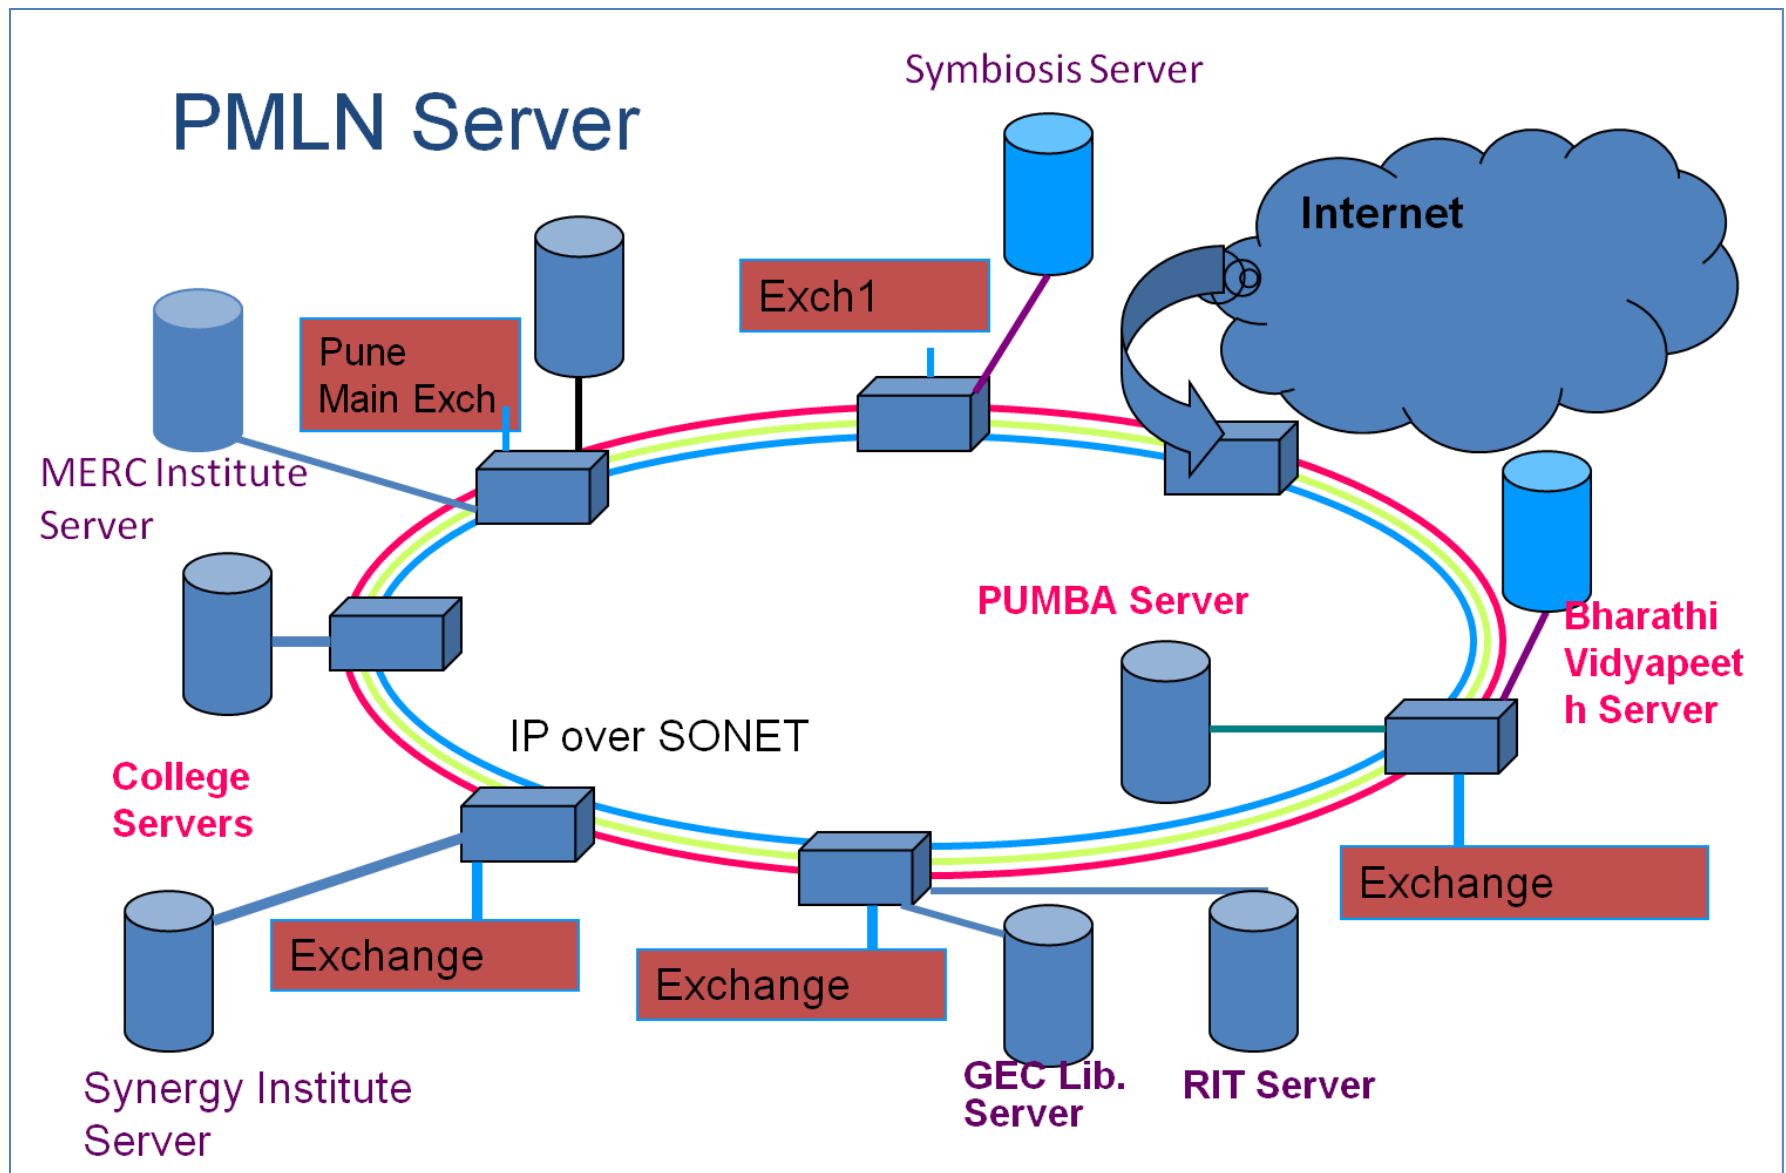 PMLN Server
Symbiosis Server
Internet
Exch1
Pune
Main Exch
MERC Institute
Server
PUMBA Server
Bharathi
Vidyapeet
h Server
IP over SONET
College
Servers
Exchange
Exchange
Exchange
Synergy Institute
Server
GEC Lib.
Server
RIT Server